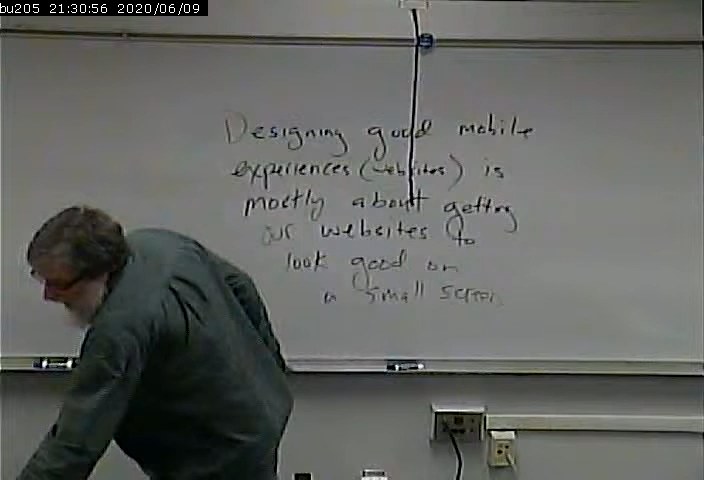 bu205 21:30:56 2020/06/09
Designing good mobile
experiences (websites) is
mostly about getting
our websites to
look good on
a small screen